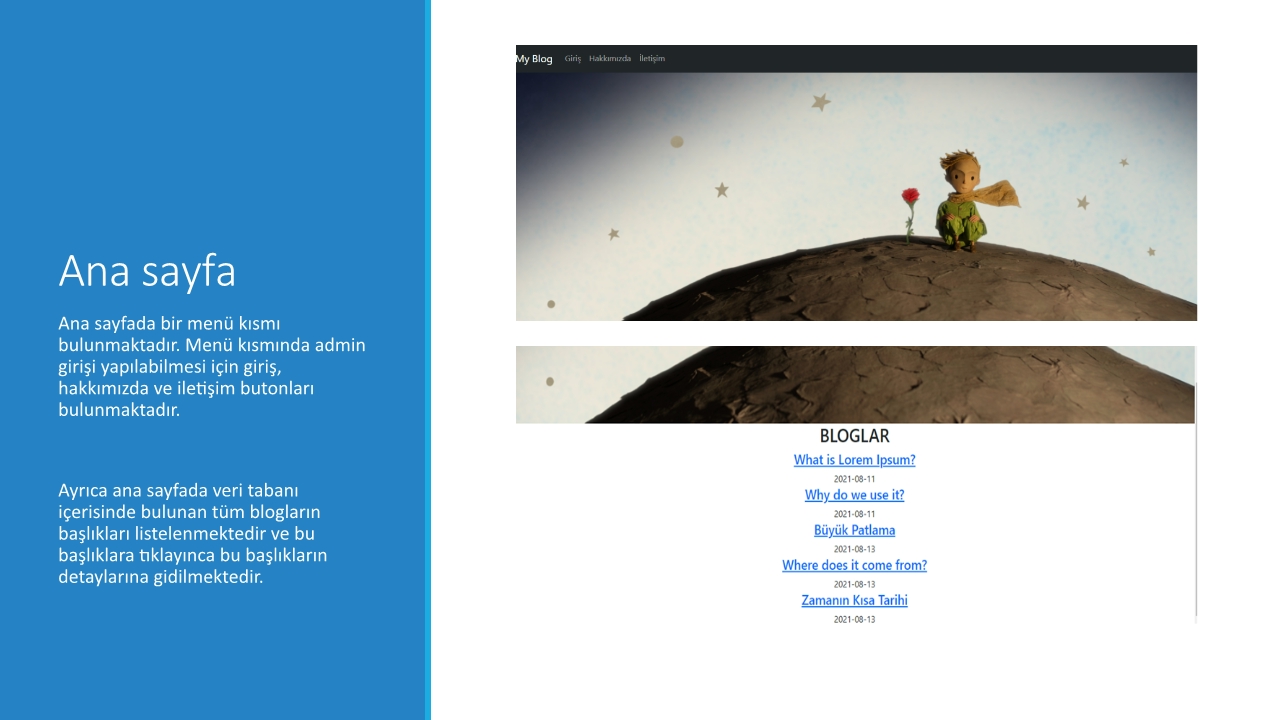 Ana sayfa
Ana sayfada bir menü kısmı
bulunmaktadır. Menü kısmında admin
girişi yapılabilmesi için giriş,
hakkımızda ve iletişim butonları
bulunmaktadır.
Ayrıca ana sayfada veri tabanı
içerisinde bulunan tüm blogların
başlıkları listelenmektedir ve bu
başlıklara tıklayınca bu başlıkların
detaylarına gidilmektedir.
My Blog Giriş Hakkımızda İletişim
BLOGLAR
What is Lorem Ipsum?
2021-08-11
Why do we use it?
2021-08-11
Büyük Patlama
2021-08-13
Where does it come from?
2021-08-13
Zamanın Kısa Tarihi
2021-08-13